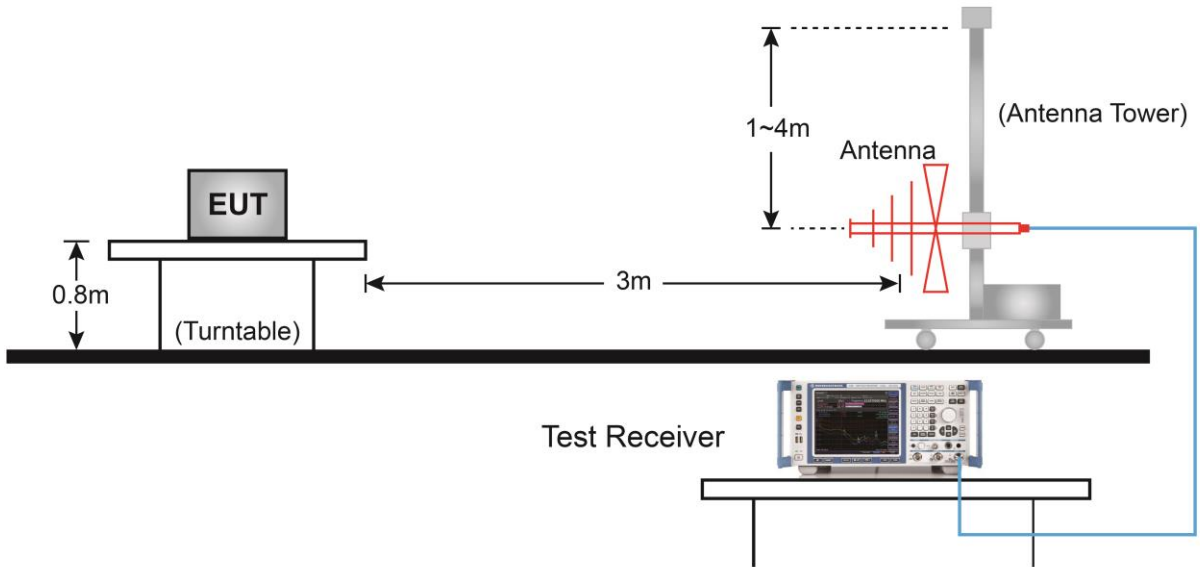 1~4m
(Antenna Tower)
Antenna
EUT
0.8m
3m
(Turntable)
Test Receiver